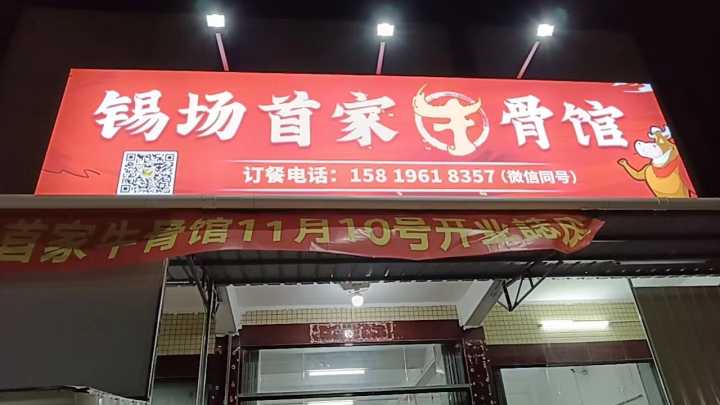 锡场首家牛骨馆
订餐电话：158 1961 8357（微信同号）
首家牛骨馆11月10号开业誌庆